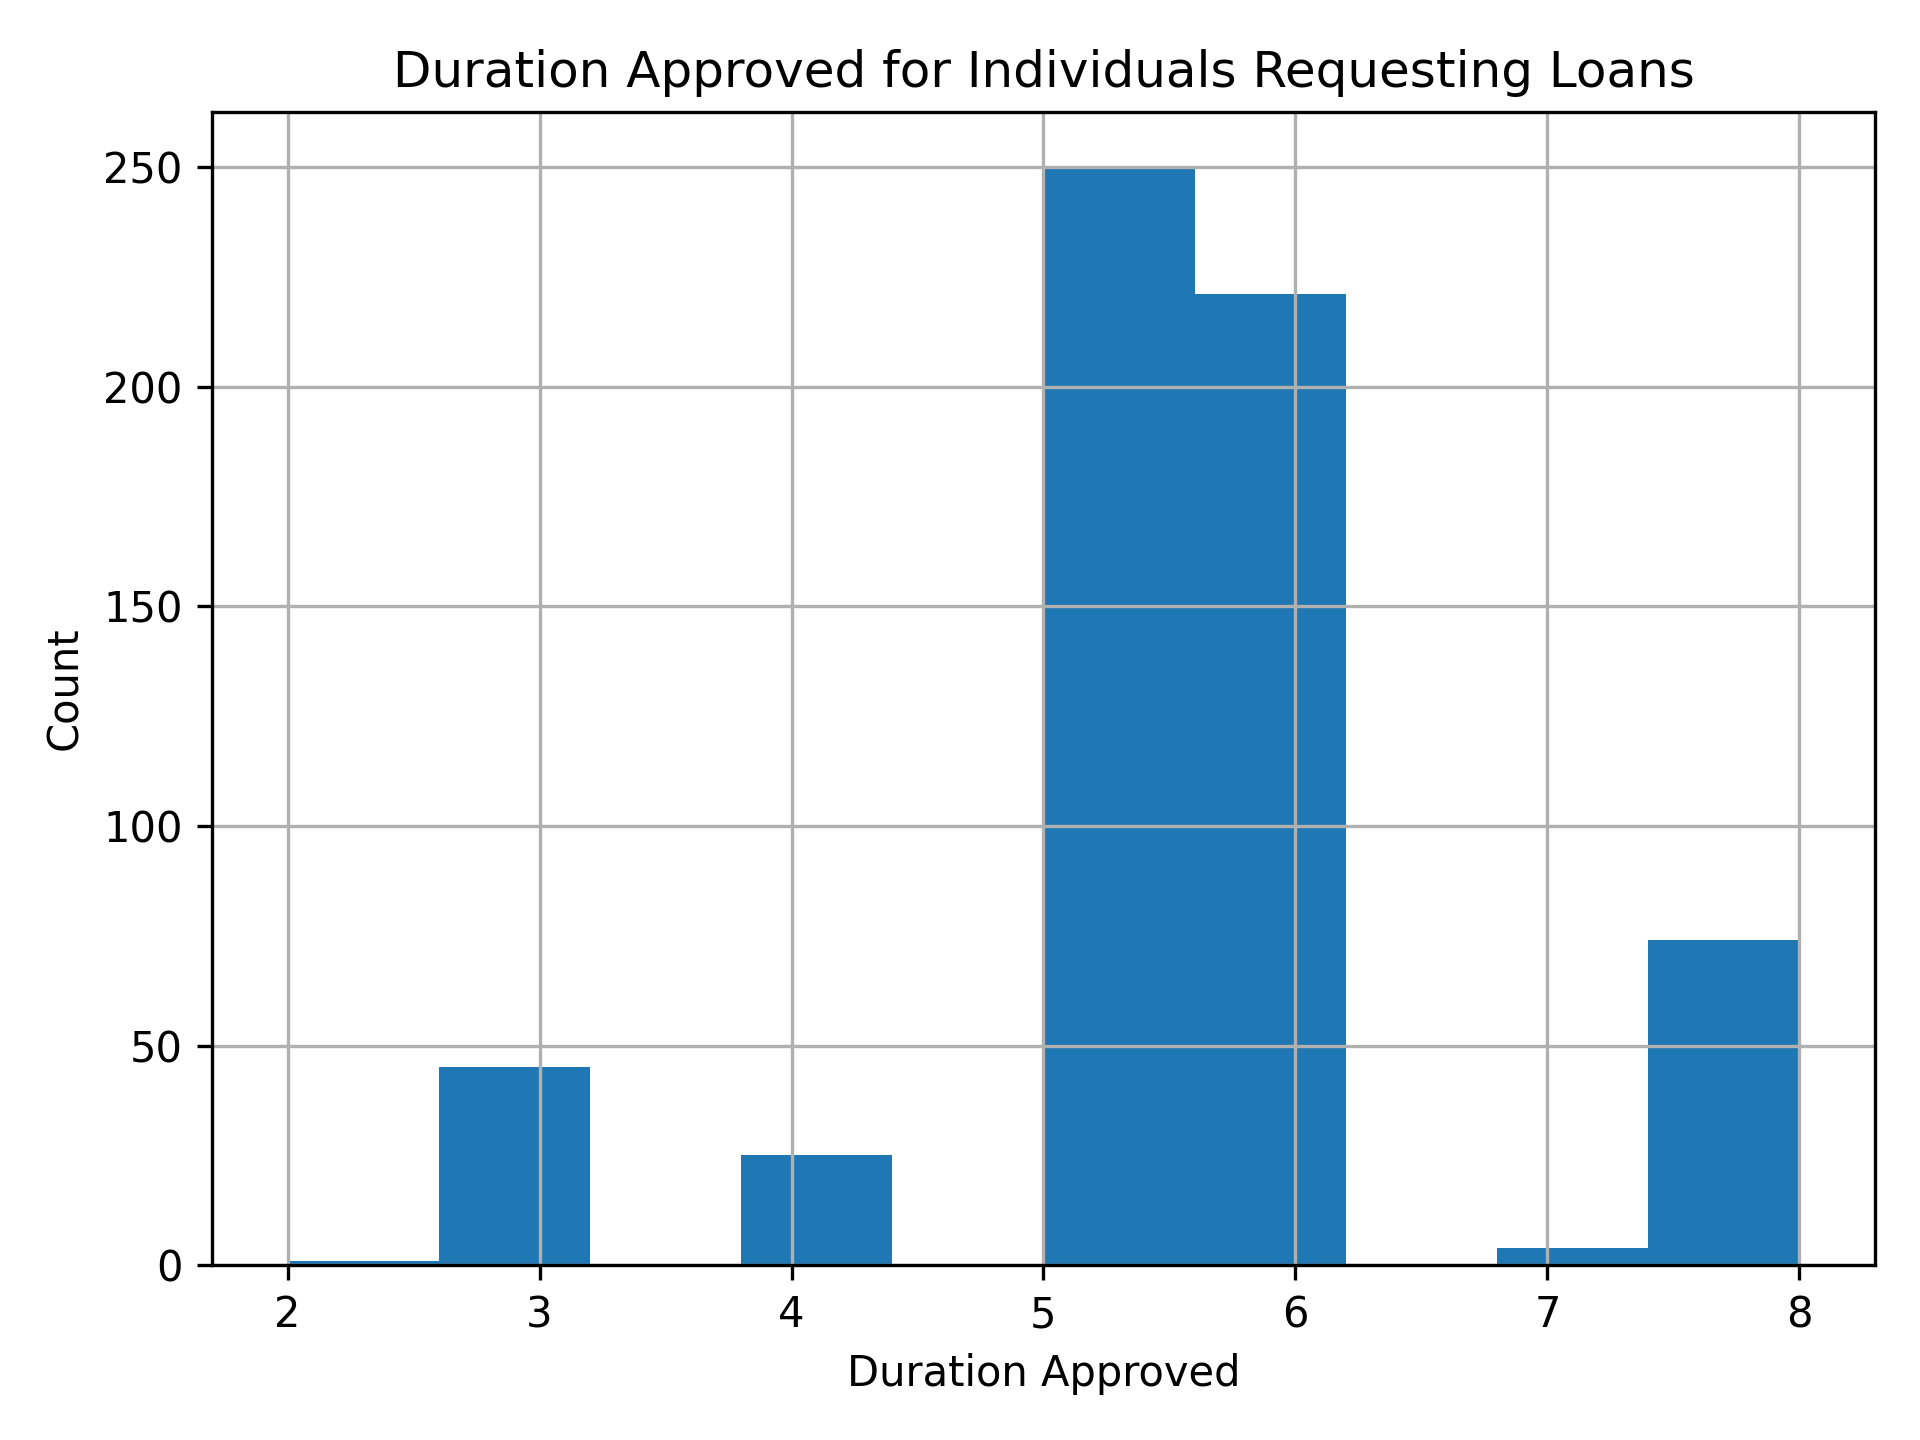 Duration Approved for Individuals Requesting Loans
250
200
150
100
50
0
Count
2 3 4 5 6 7 8
Duration Approved